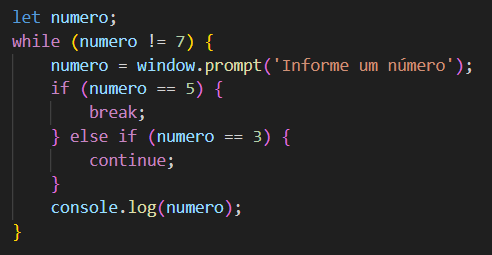 let numero;
while (numero != 7) {
    numero = window.prompt('Informe um número');
    if (numero == 5) {
        break;
    } else if (numero == 3) {
        continue;
    }
    console.log(numero);
}